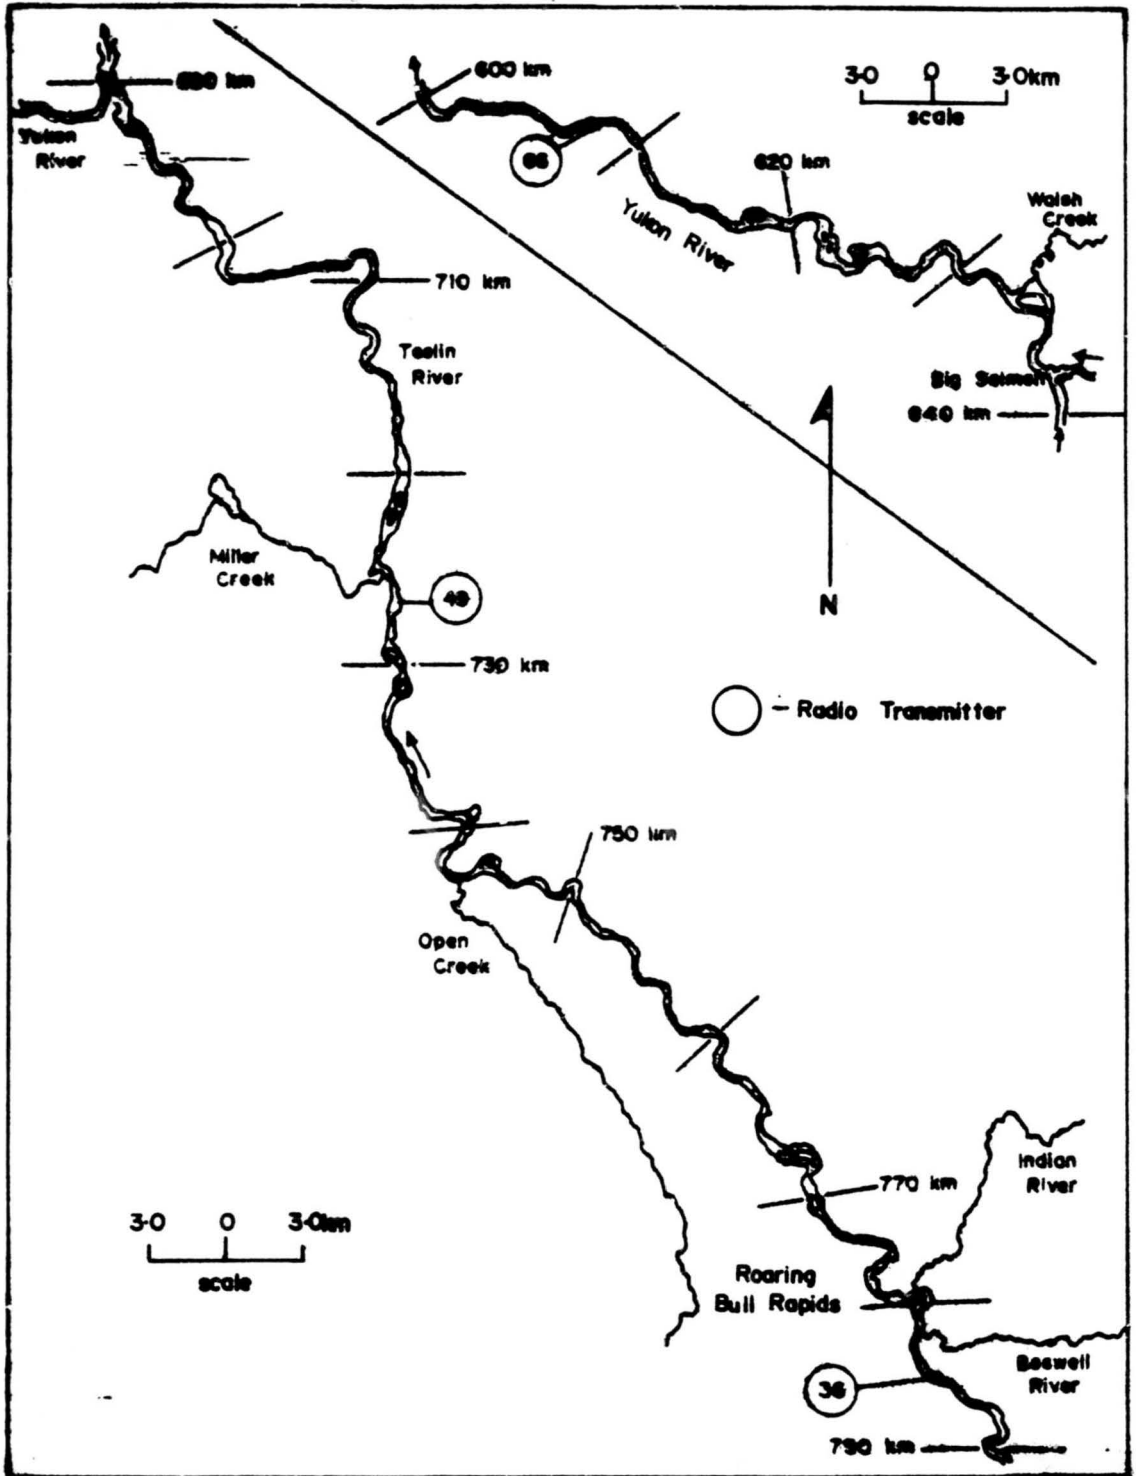 600 km
3.0 0 3.0km
scale
Yukon
River
620 km
Walsh
Creek
Yukon River
710 km
Teslin
River
Big Salmon
640 km
N
Miller
Creek
49
730 km
- Radio Transmitter
750 km
Open
Creek
770 km
Indian
River
3.0 0 3.0km
scale
Roaring
Bull Rapids
Boswell
River
36
790 km